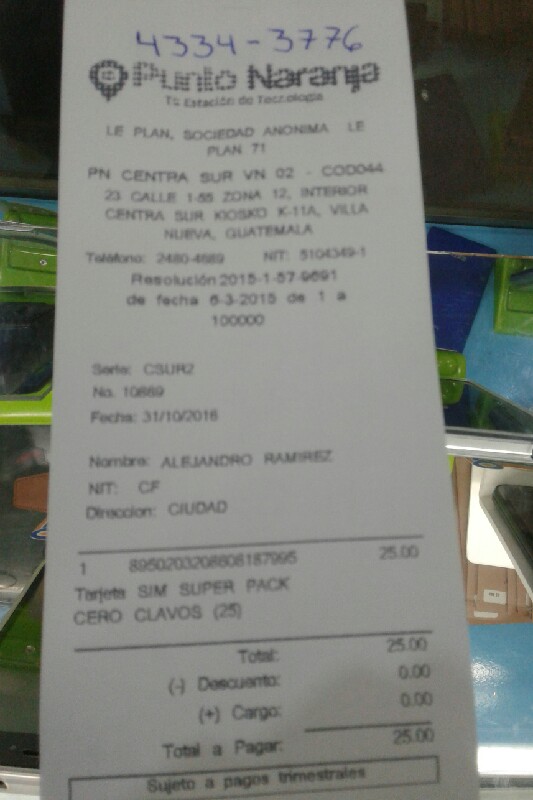 4334-3776
Punto Naranja
Tu Estación de Tecnología
LE PLAN, SOCIEDAD ANONIMA LE
PLAN 71
PN CENTRA SUR VN 02 - COD044
23 CALLE 1-55 ZONA 12, INTERIOR
CENTRA SUR KIOSKO K-11A, VILLA
NUEVA, GUATEMALA
Teléfono: 2480-4689 NIT: 5104349-1
Resolución 2015-1-57-9691
de fecha 6-3-2015 de 1 a
100000
Serie: CSUR2
No. 10869
Fecha: 31/10/2016
Nombre: ALEJANDRO RAMIREZ
NIT: CF
Direccion: CIUDAD
1 8950203208608187995 25.00
Tarjeta SIM SUPER PACK
CERO CLAVOS (25)
Total: 25.00
(-) Descuento: 0.00
(+) Cargo: 0.00
Total a Pagar: 25.00
Sujeto a pagos trimestrales